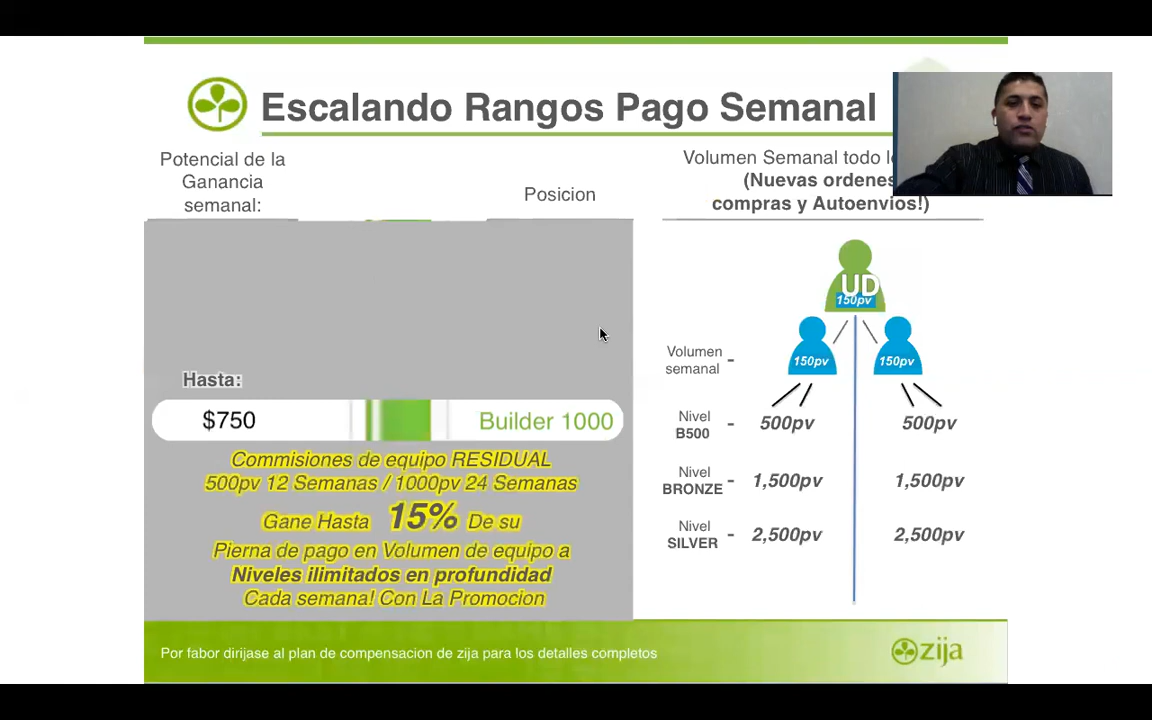 Escalando Rangos Pago Semanal
Potencial de la
Ganancia
semanal:
Posicion
Volumen Semanal todo
(Nuevas ordenes
compras y Autoenvios!)
Hasta:
$750
Builder 1000
Commisiones de equipo RESIDUAL
500pv 12 Semanas / 1000pv 24 Semanas
Gane Hasta 15% De su
Pierna de pago en Volumen de equipo a
Niveles ilimitados en profundidad
Cada semana! Con La Promocion
UD
150pv
Volumen
semanal -
150pv 150pv
Nivel
B500 - 500pv 500pv
Nivel
BRONZE - 1,500pv 1,500pv
Nivel
SILVER - 2,500pv 2,500pv
Por fabor dirijase al plan de compensacion de zija para los detalles completos
zija